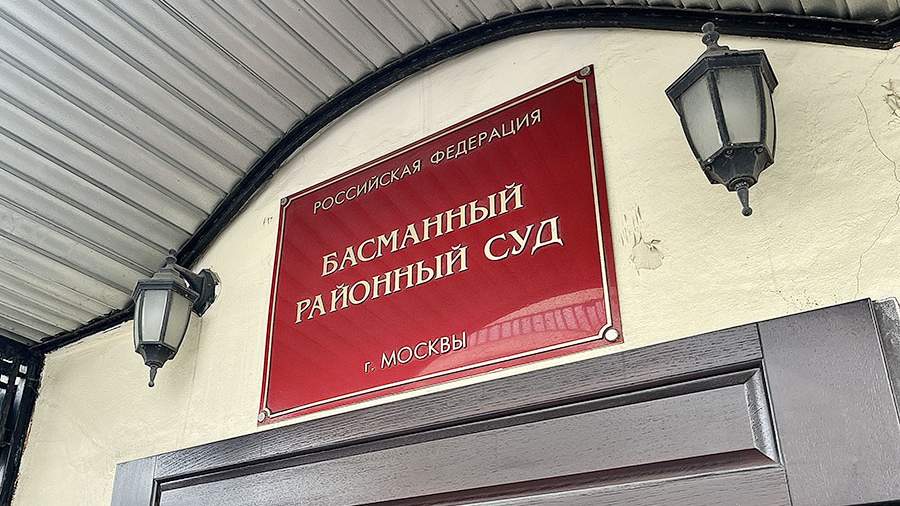 РОССИЙСКАЯ ФЕДЕРАЦИЯ
БАСМАННЫЙ
РАЙОННЫЙ СУД
г. МОСКВЫ